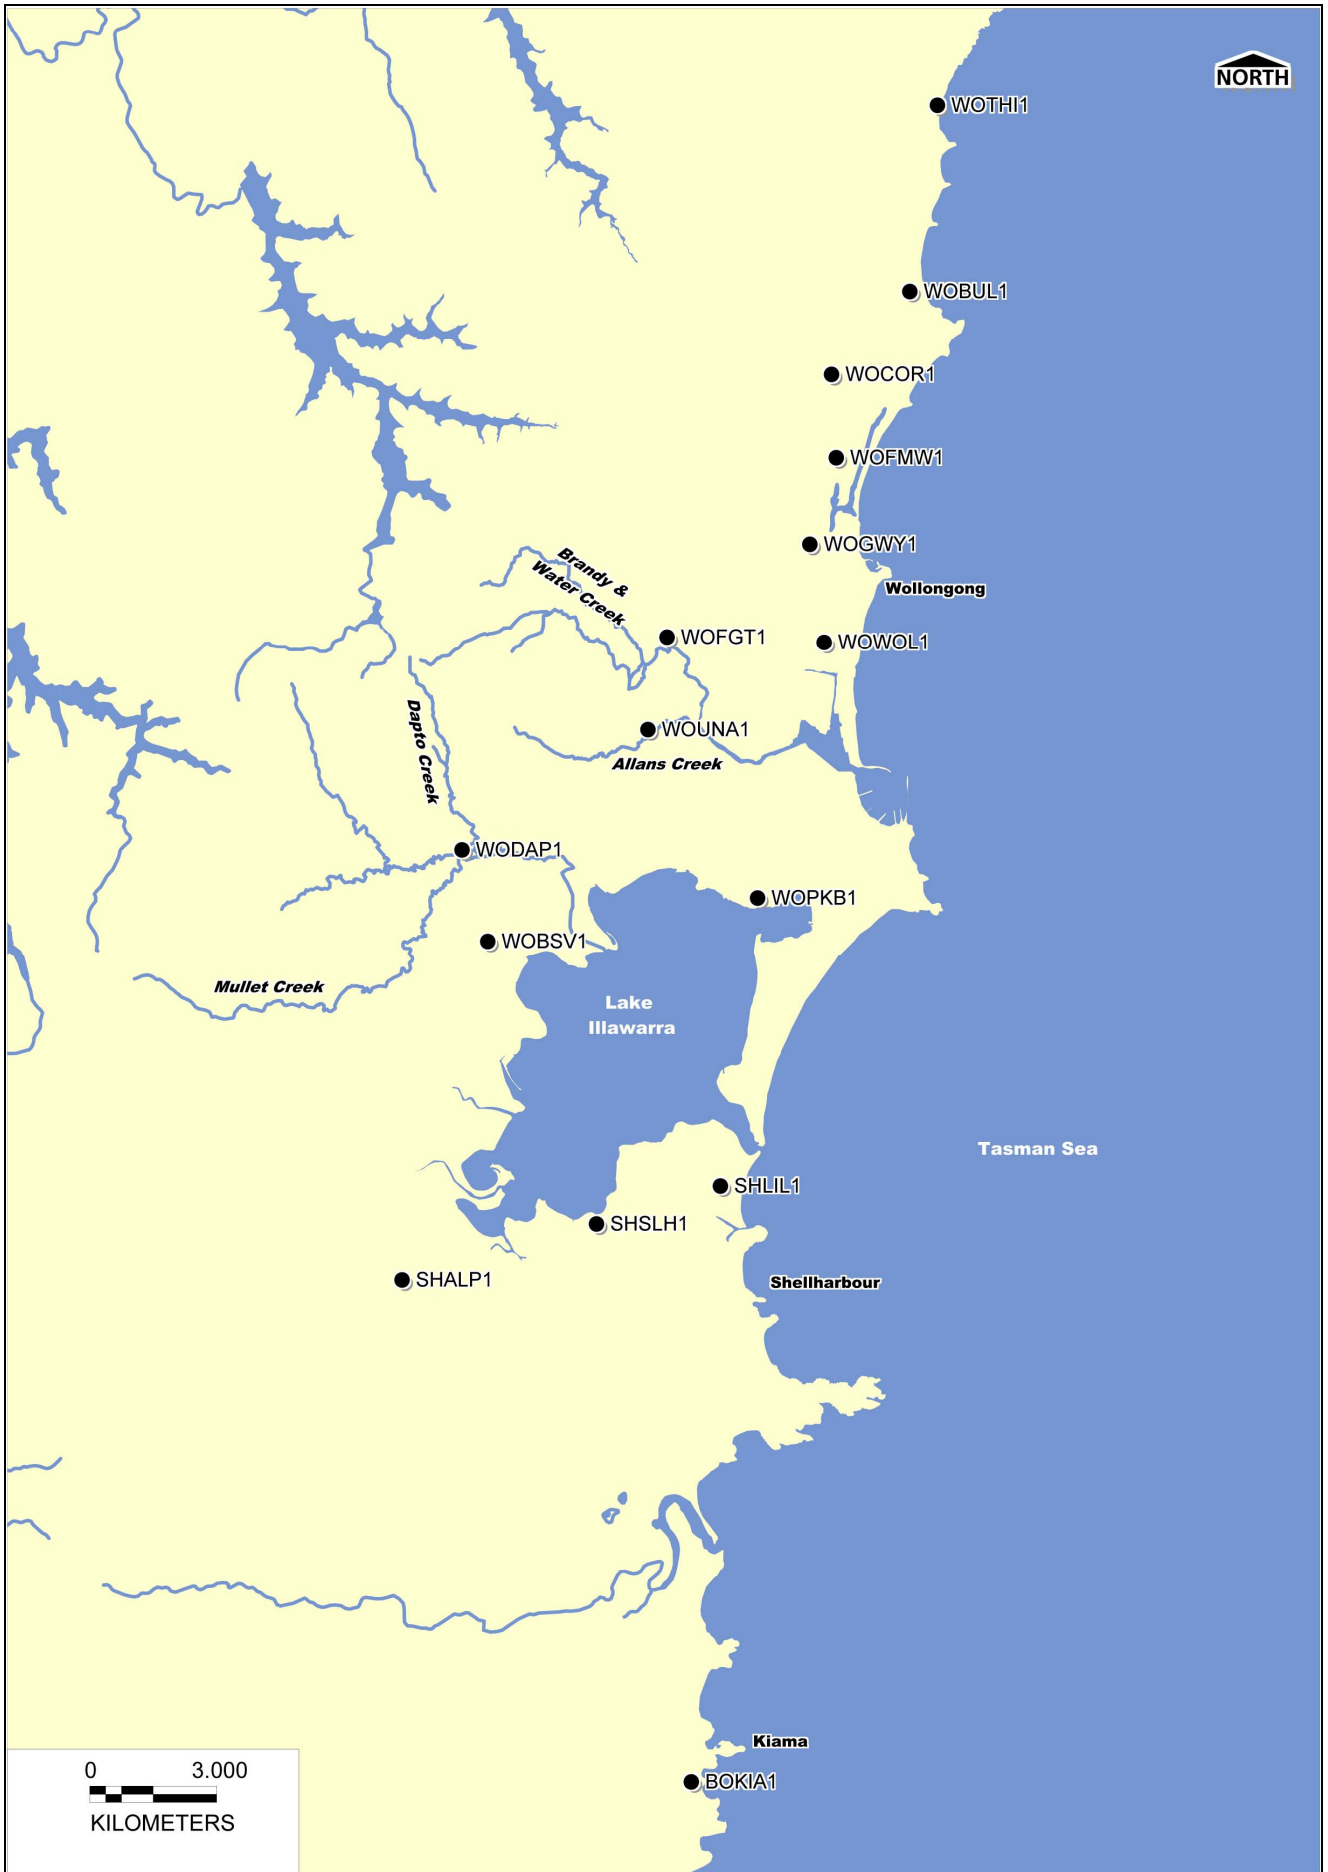 NORTH
WOTHI1
WOBUL1
WOCOR1
WOFMW1
WOGWY1
Brandy &
Water Creek
Wollongong
WOFGT1
WOWOL1
Dapto Creek
WOUNA1
Allans Creek
WODAP1
WOPKB1
WOBSV1
Mullet Creek
Lake
Illawarra
Tasman Sea
SHLIL1
SHSLH1
SHALP1
Shellharbour
Kiama
BOKIA1
0 3.000
KILOMETERS